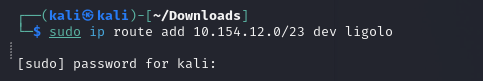 ┌──(kali㉿kali)-[~/Downloads]
└─$ sudo ip route add 10.154.12.0/23 dev ligolo
[sudo] password for kali: